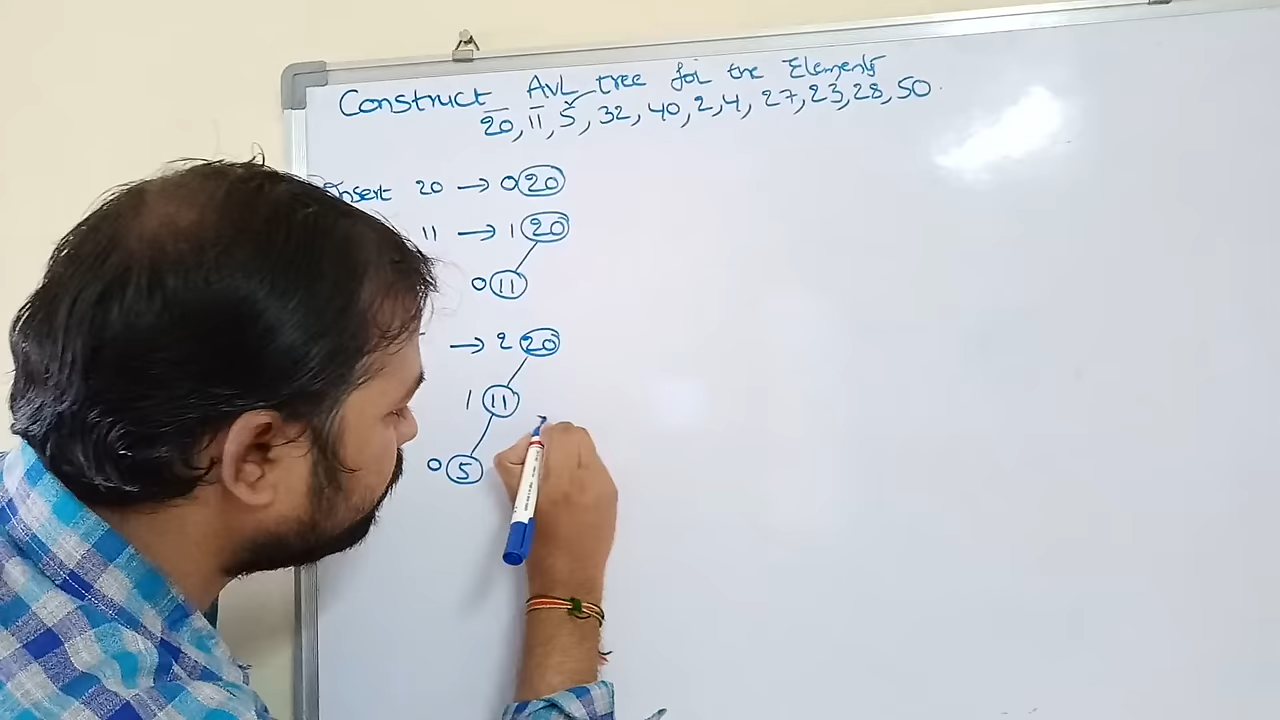 Construct AVL tree for the Elements
20, 11, 5, 32, 40, 2, 4, 27, 23, 28, 50.
Insert 20 → 0 20
11 → 1 20
0 11
→ 2 20
1 11
0 5